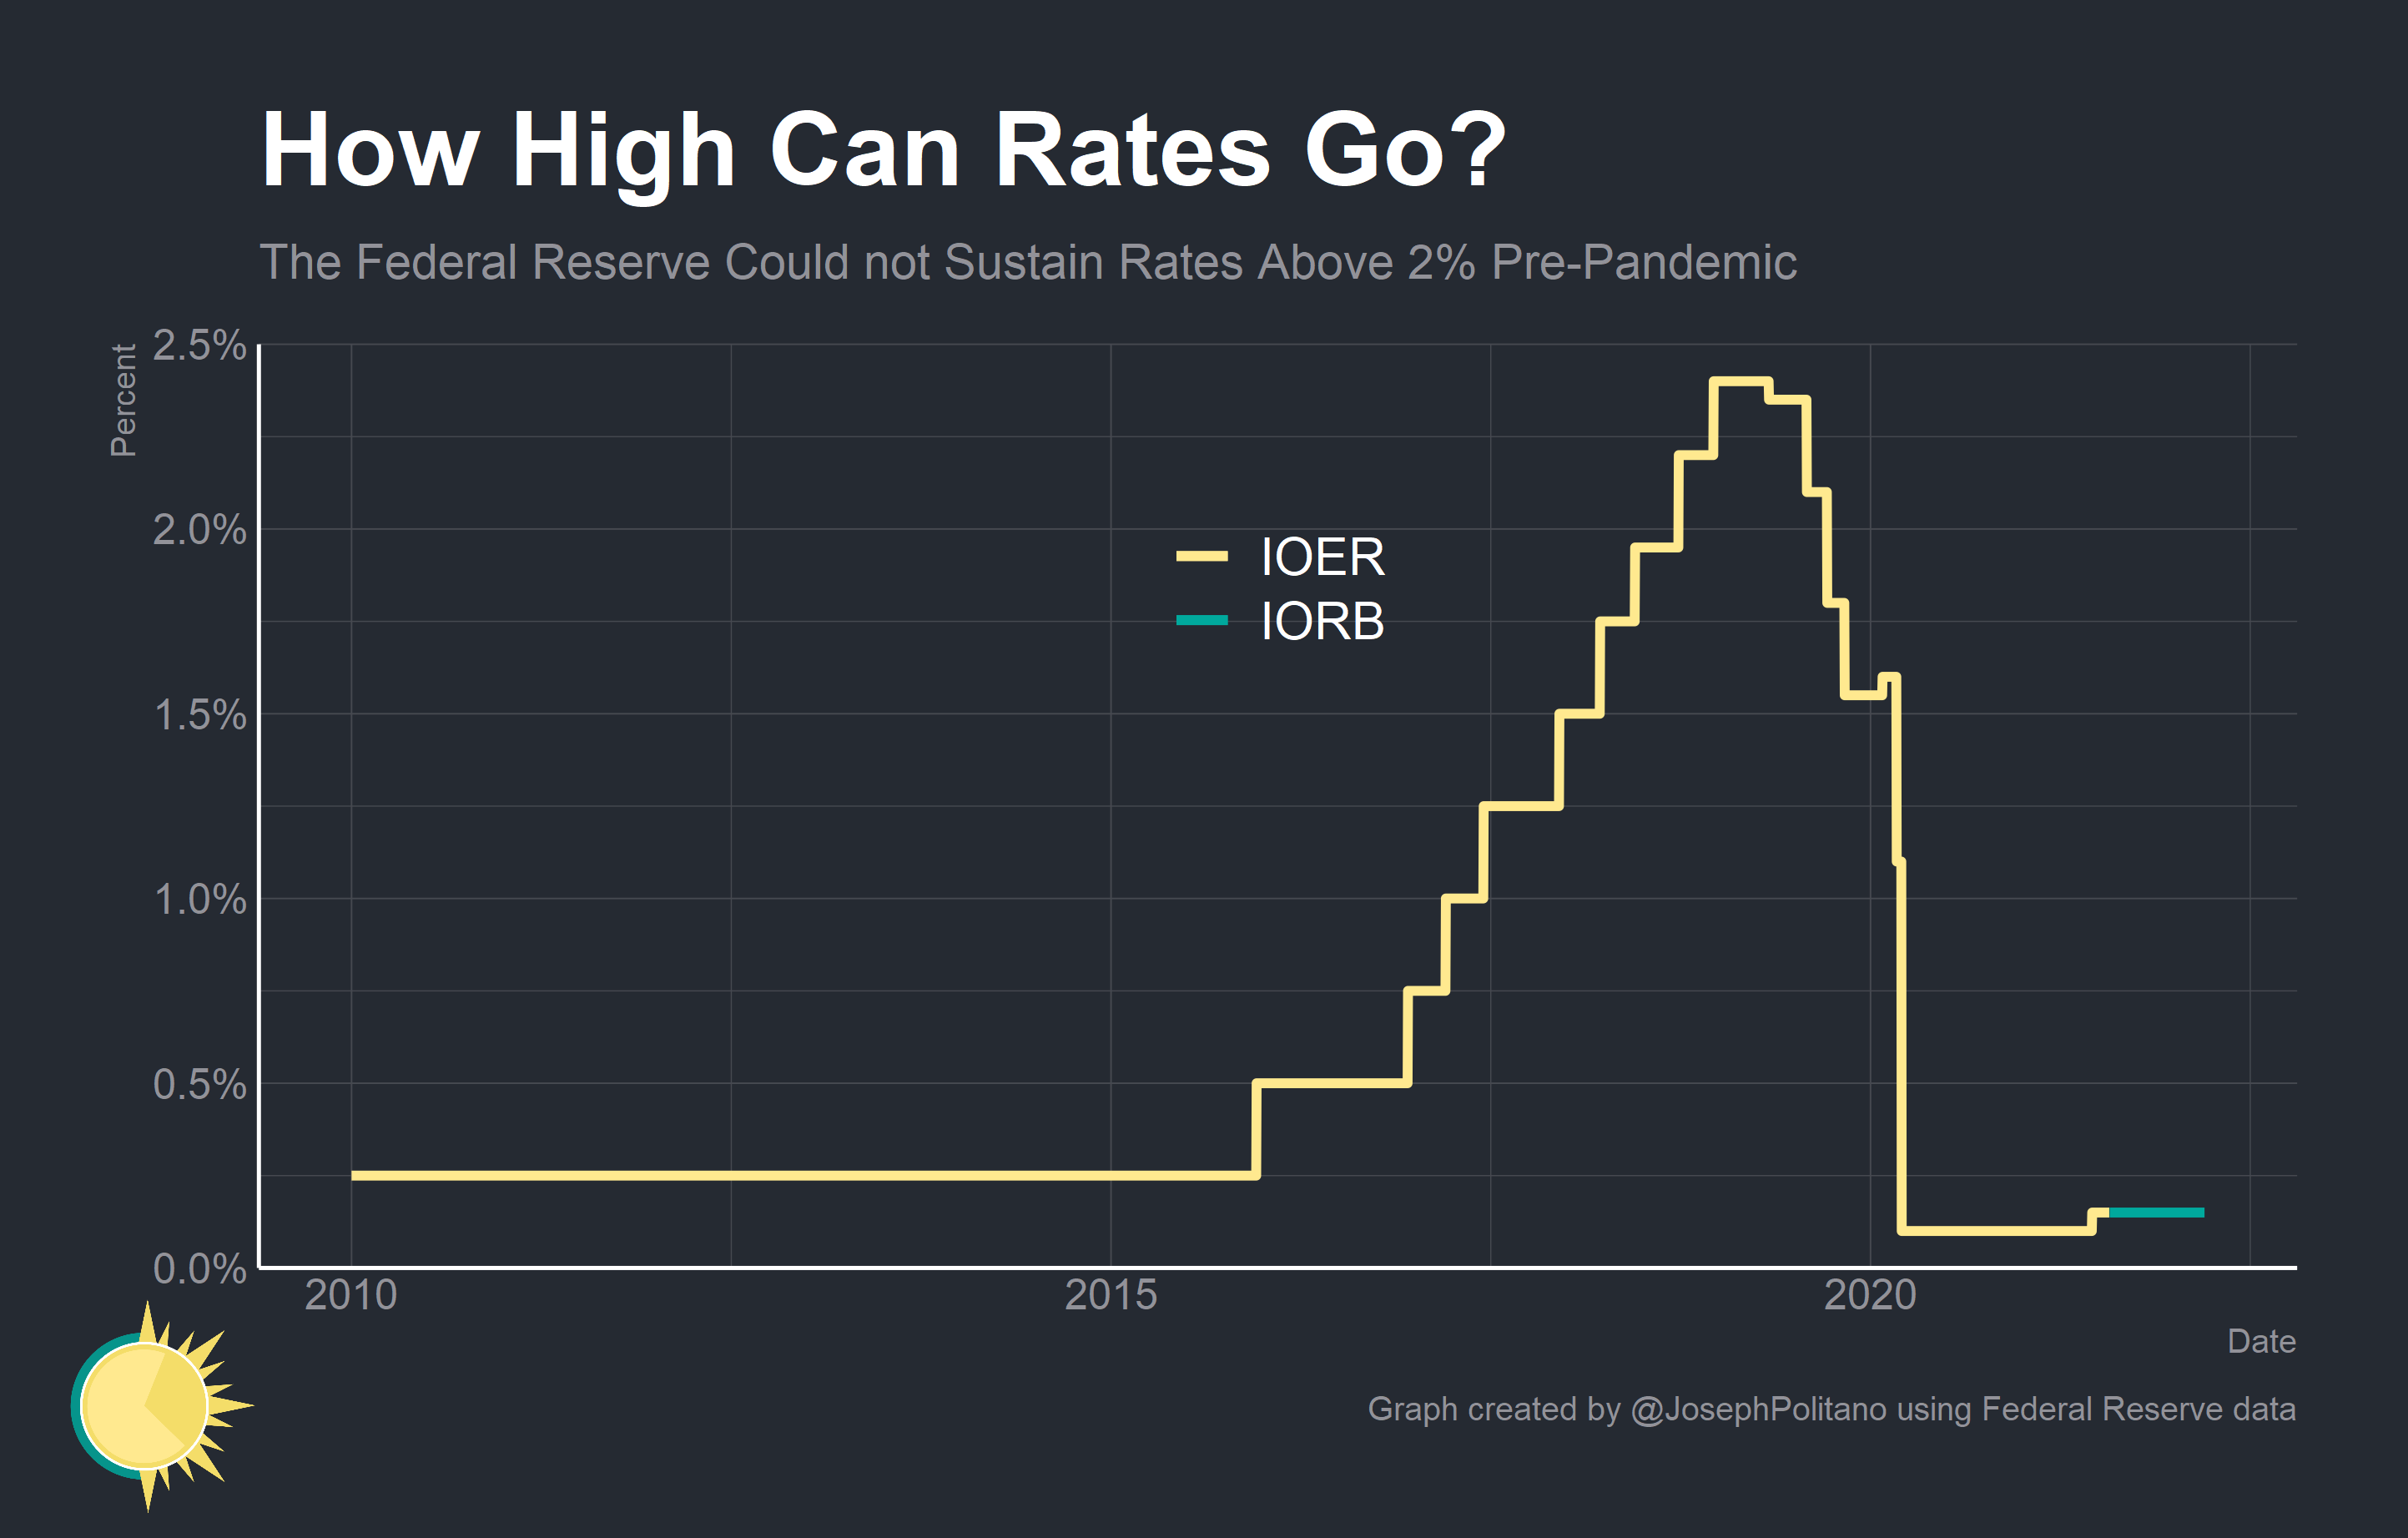 How High Can Rates Go?
The Federal Reserve Could not Sustain Rates Above 2% Pre-Pandemic
Percent
2.5%
2.0%
1.5%
1.0%
0.5%
0.0%
IOER
IORB
2010
2015
2020
Date
Graph created by @JosephPolitano using Federal Reserve data